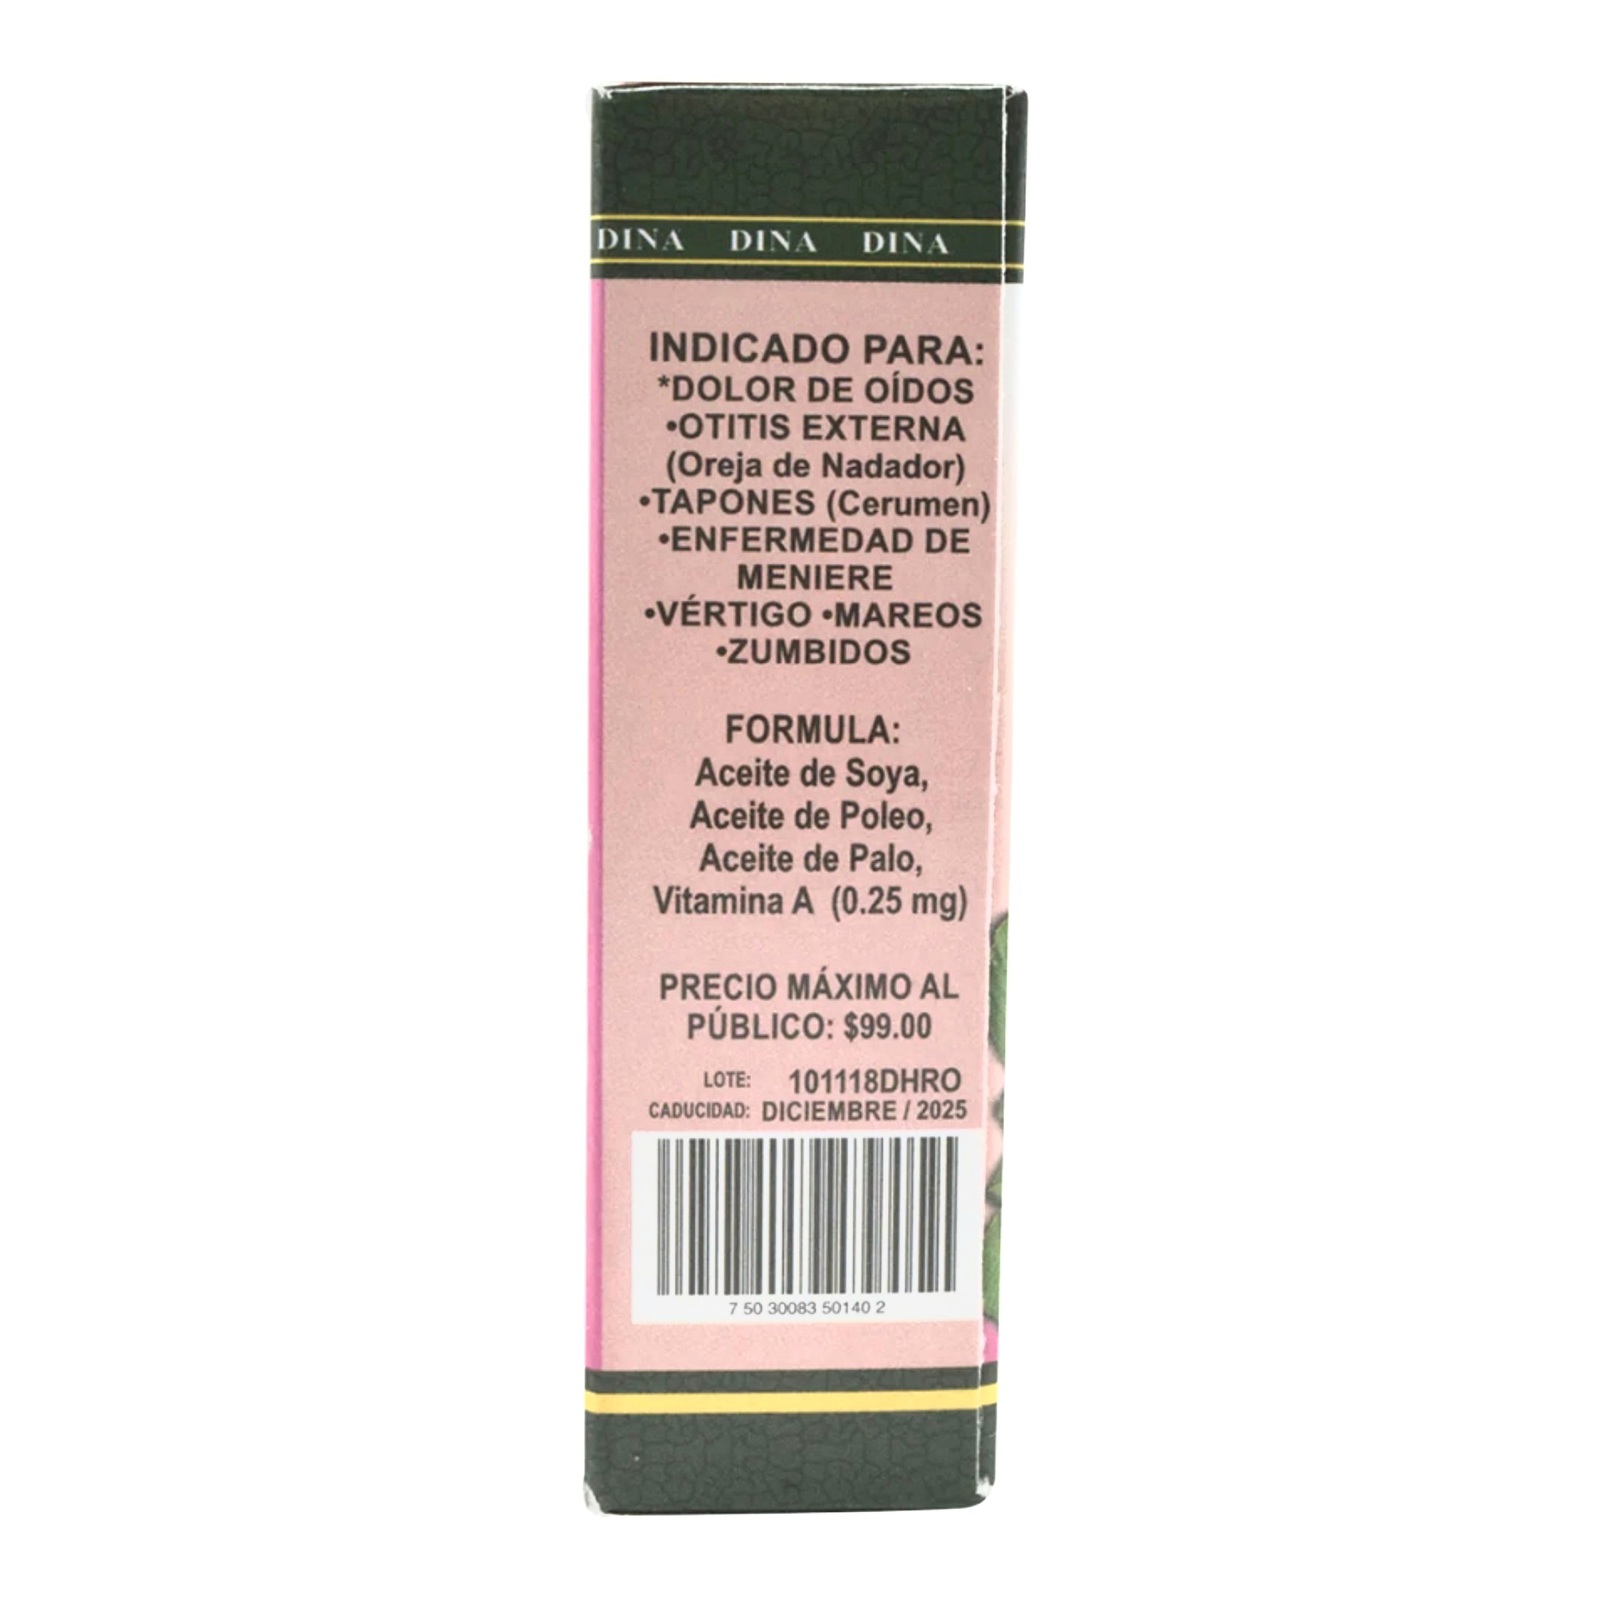 DINA DINA DINA
INDICADO PARA:
*DOLOR DE OÍDOS
•OTITIS EXTERNA
(Oreja de Nadador)
•TAPONES (Cerumen)
•ENFERMEDAD DE
MENIERE
•VÉRTIGO •MAREOS
•ZUMBIDOS
FORMULA:
Aceite de Soya,
Aceite de Poleo,
Aceite de Palo,
Vitamina A (0.25 mg)
PRECIO MÁXIMO AL
PÚBLICO: $99.00
LOTE: 101118DHRO
CADUCIDAD: DICIEMBRE / 2025
7 50 30083 50140 2